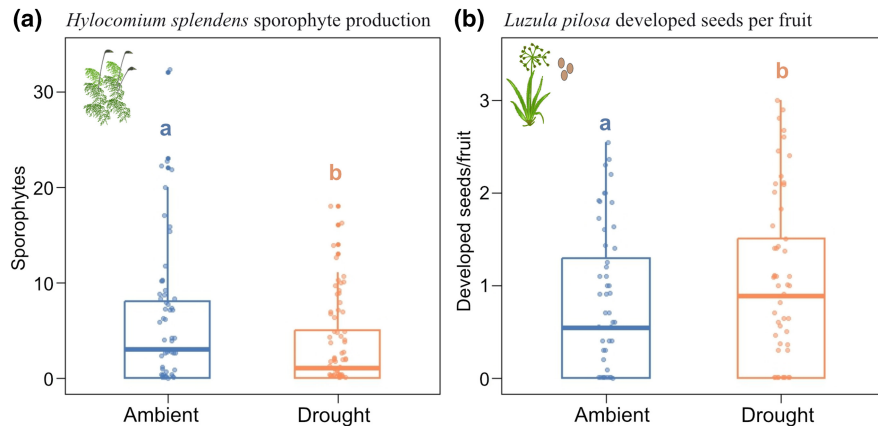 (a) Hylocomium splendens sporophyte production
Sporophytes
30
20
10
0
a
b
Ambient Drought
(b) Luzula pilosa developed seeds per fruit
Developed seeds/fruit
3
2
1
0
a
b
Ambient Drought